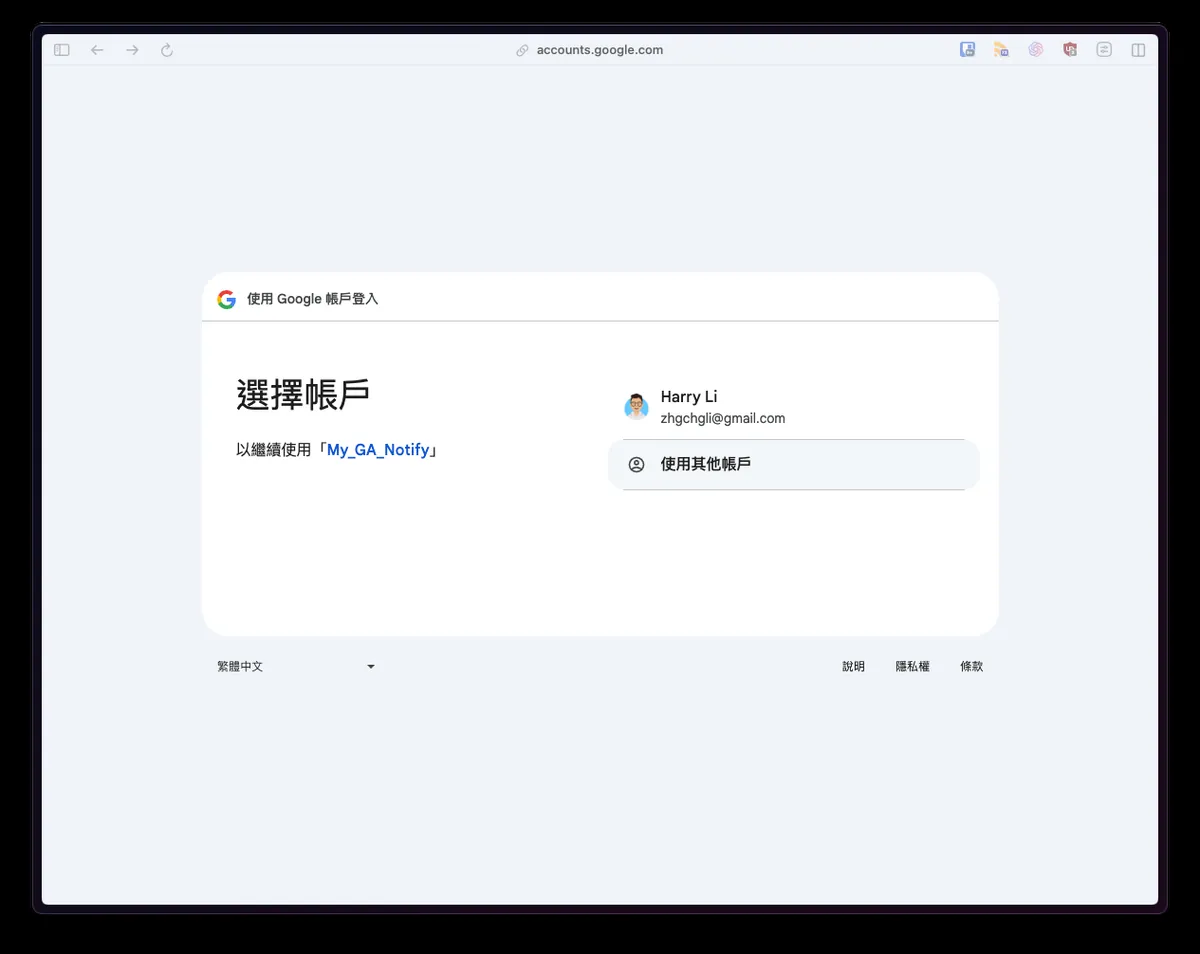 accounts.google.com
使用 Google 帳戶登入
選擇帳戶
以繼續使用「My_GA_Notify」
Harry Li
zhgchgli@gmail.com
使用其他帳戶
繁體中文
說明
隱私權
條款